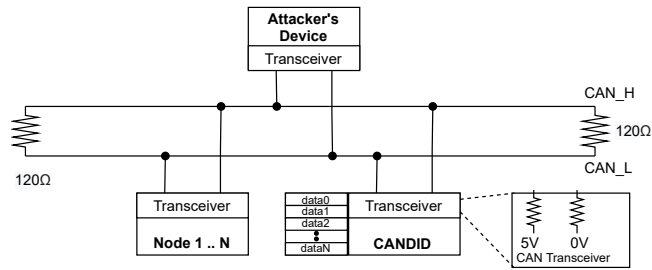 Attacker's
Device
Transceiver
CAN_H
120Ω
120Ω
CAN_L
Transceiver
Node 1 .. N
data0
data1
data2
dataN
Transceiver
CANDID
5V 0V
CAN Transceiver